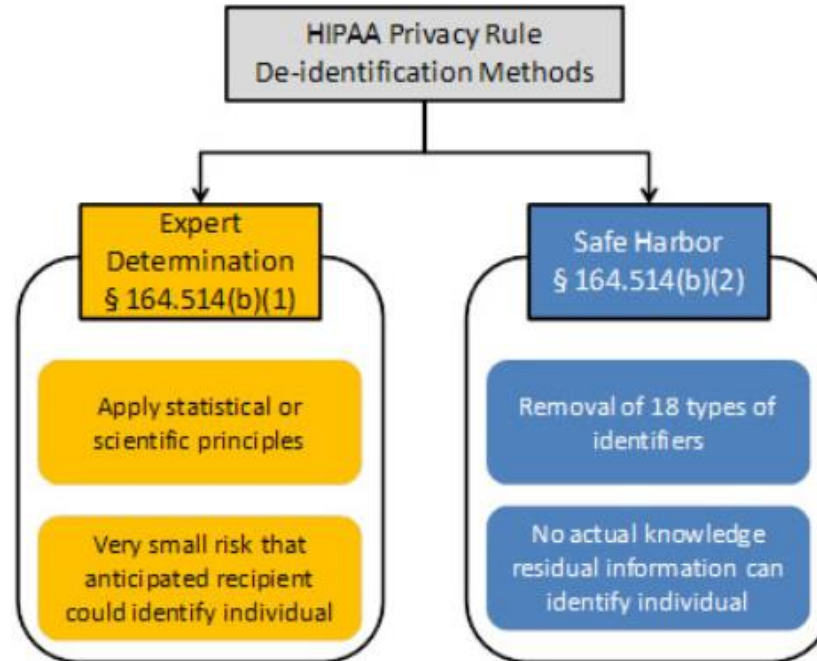 HIPAA Privacy Rule
De-identification Methods
Expert
Determination
§ 164.514(b)(1)
Apply statistical or
scientific principles
Very small risk that
anticipated recipient
could identify individual
Safe Harbor
§ 164.514(b)(2)
Removal of 18 types of
identifiers
No actual knowledge
residual information can
identify individual